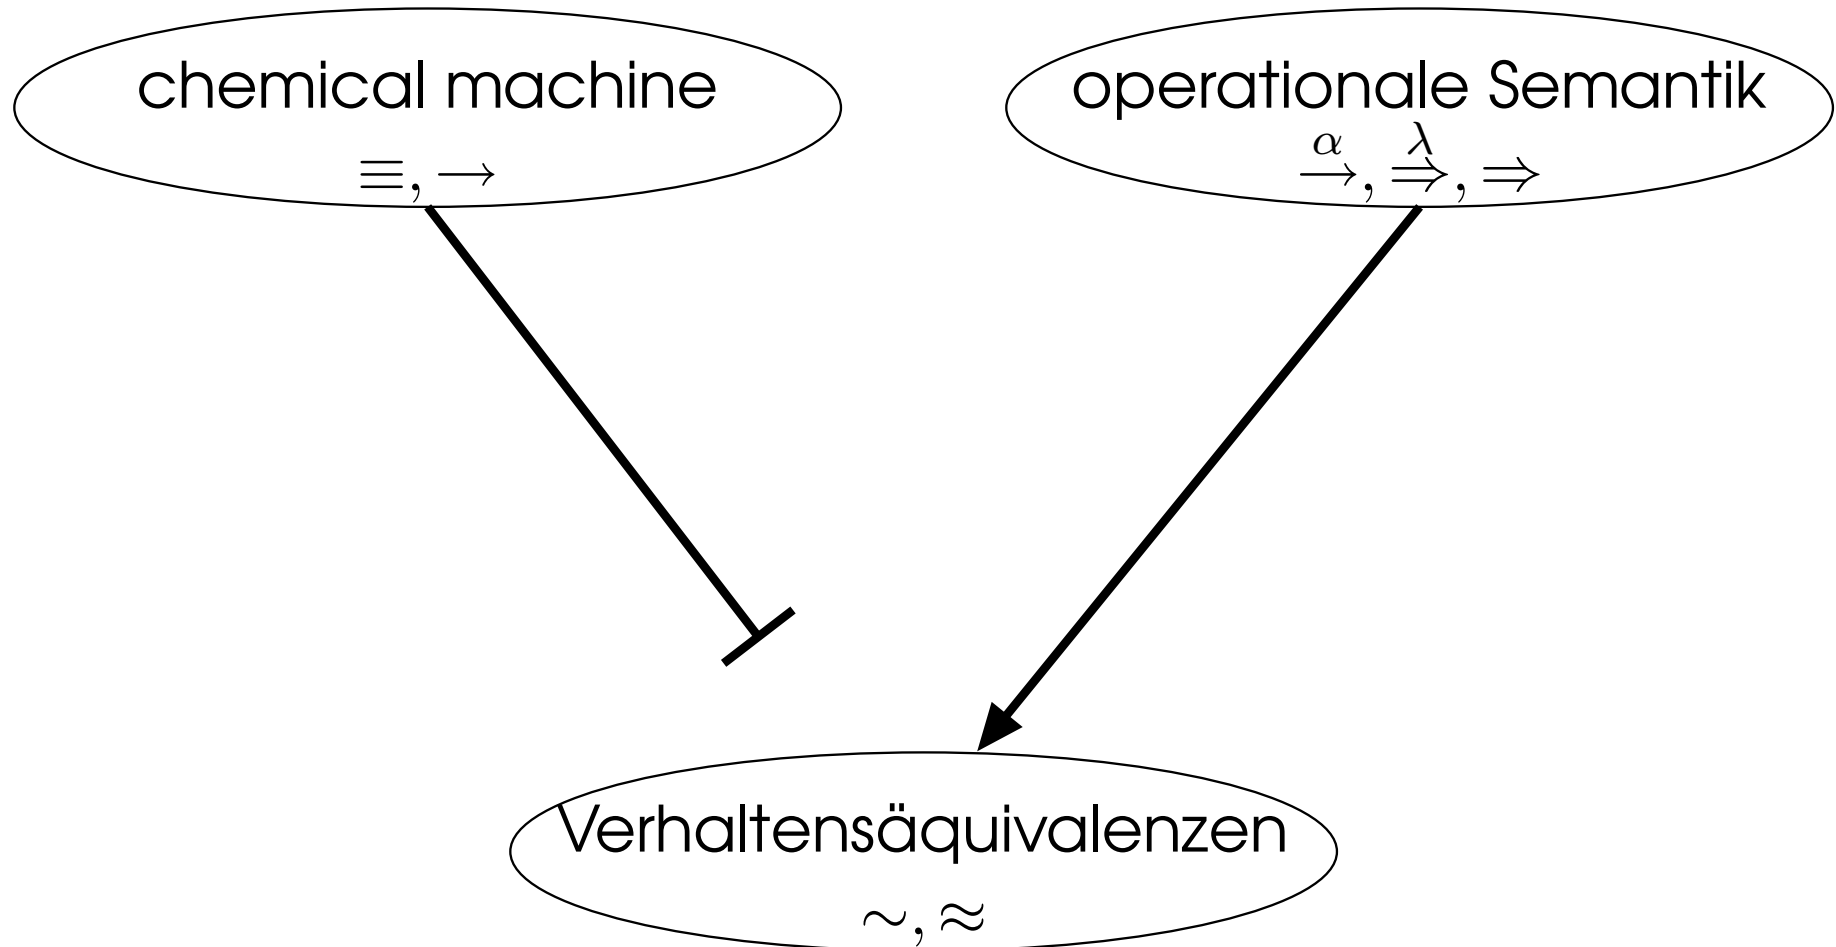 chemical machine
≡, →
operationale Semantik
α λ
→, ⇒, ⇒
Verhaltensäquivalenzen
∼, ≈